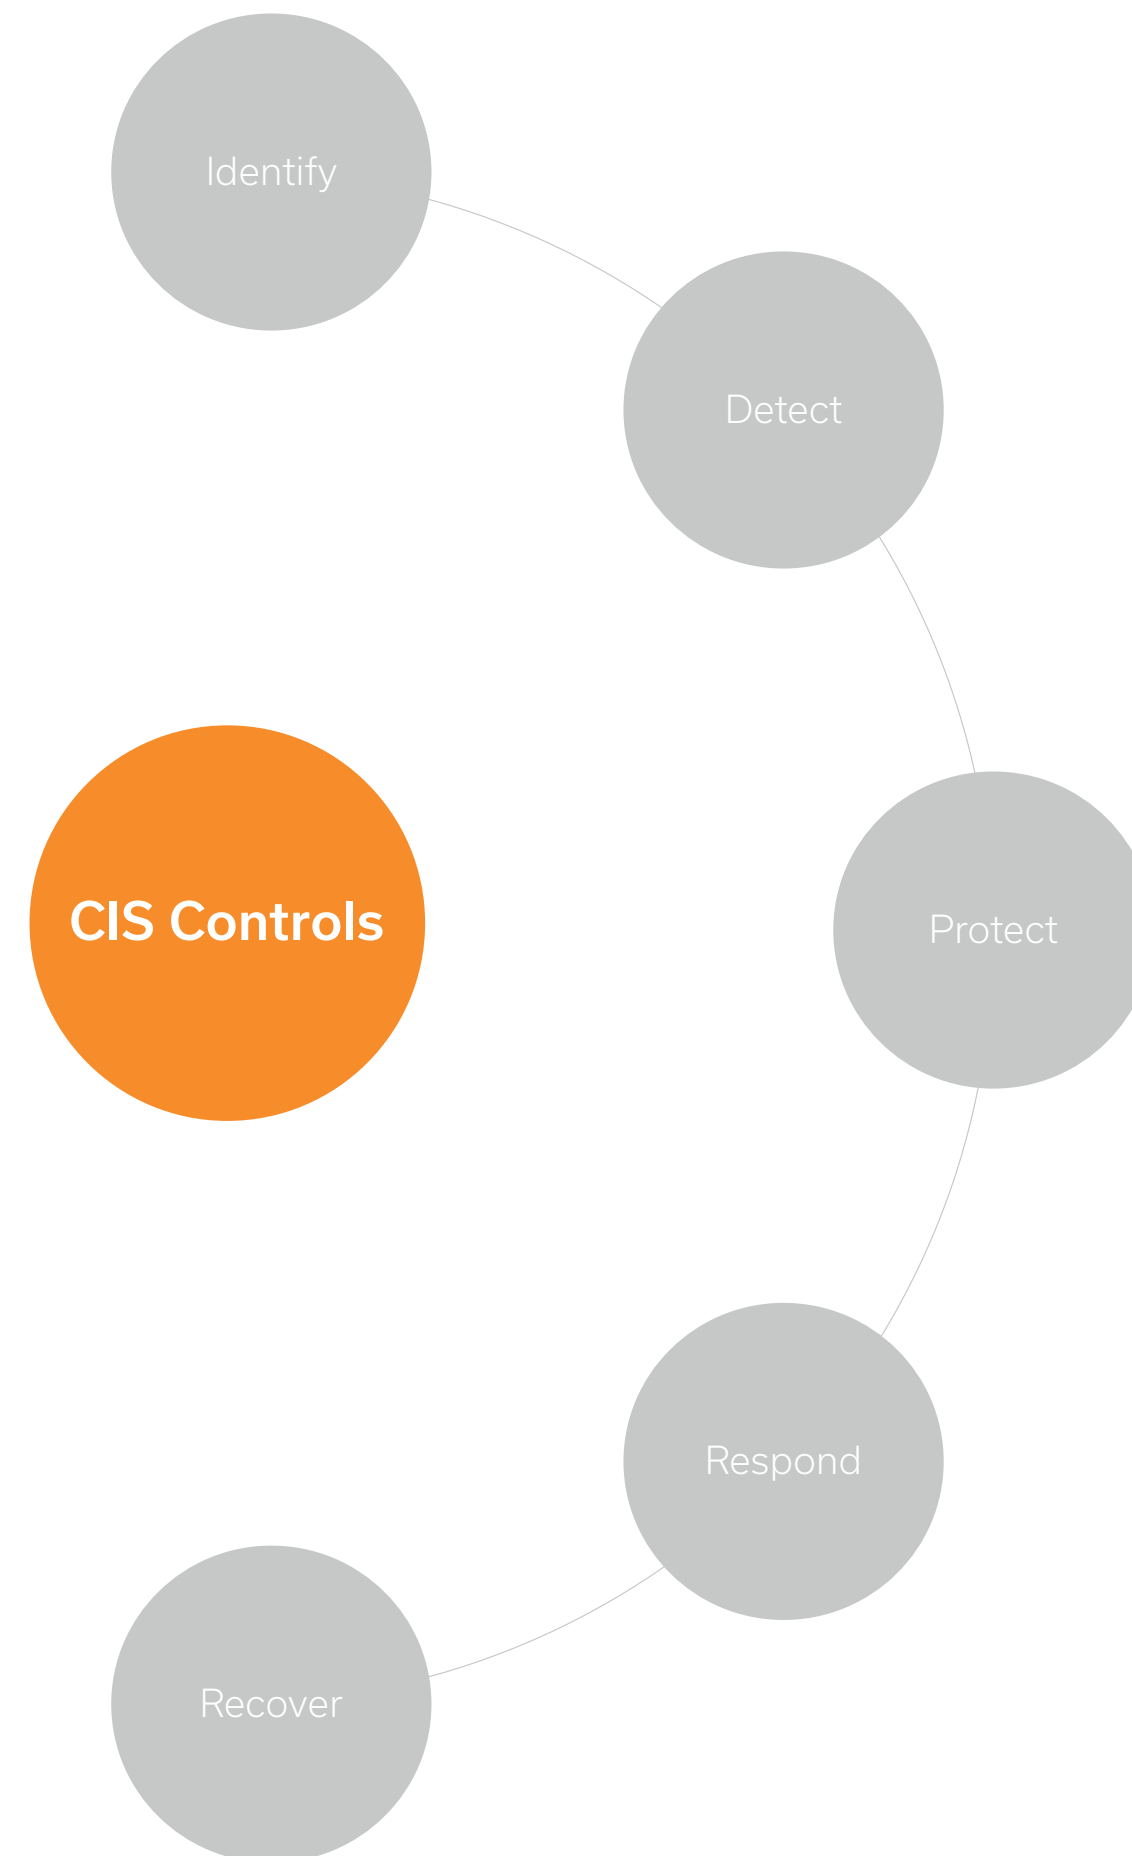 Identify
Detect
CIS Controls
Protect
Respond
Recover